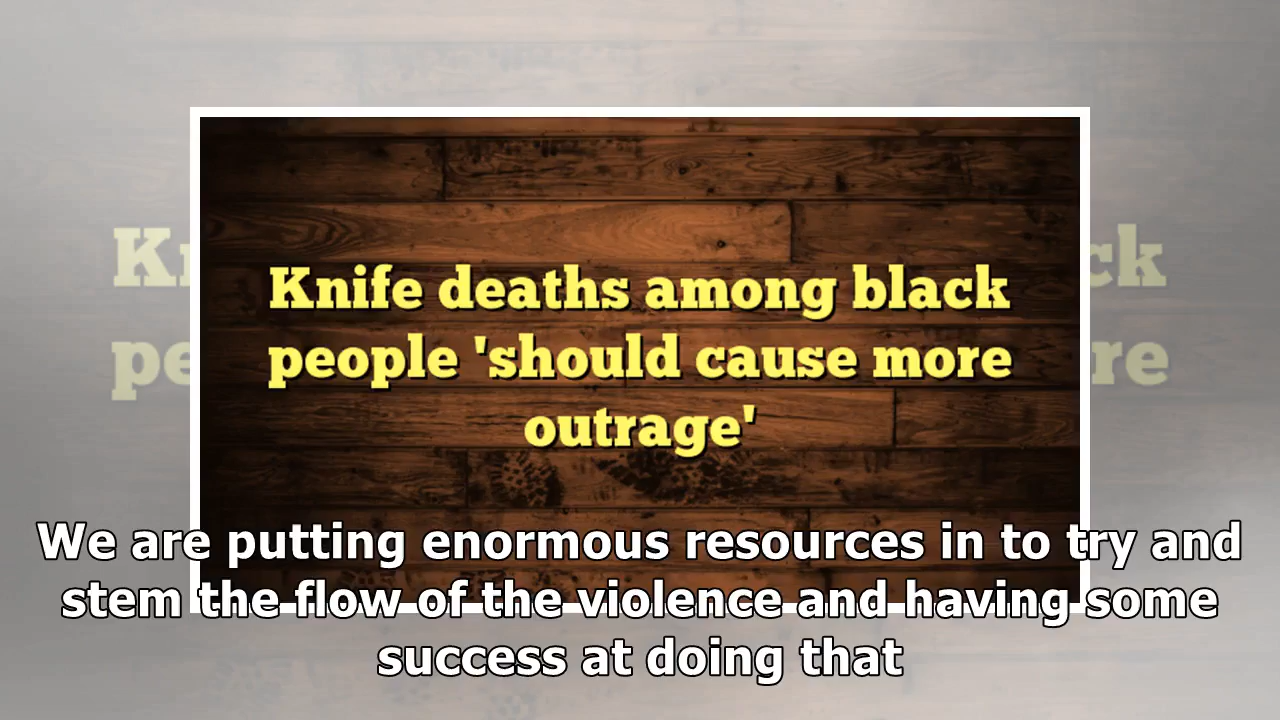 Knife deaths among black
people 'should cause more
outrage'
We are putting enormous resources in to try and
stem the flow of the violence and having some
success at doing that